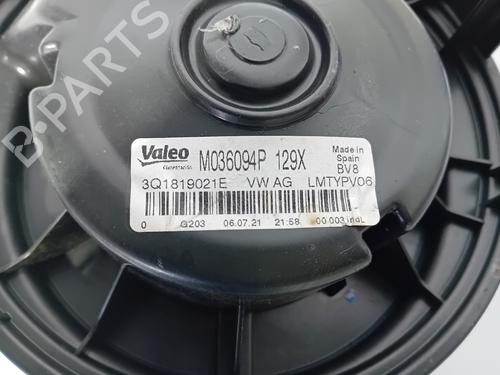 B-PARTS
Valeo M036094P 129X Made in
Spain
BV8
3Q1819021E VW AG LMTYPV06
0 G203 06.07.21 21:58 00.003 ind.